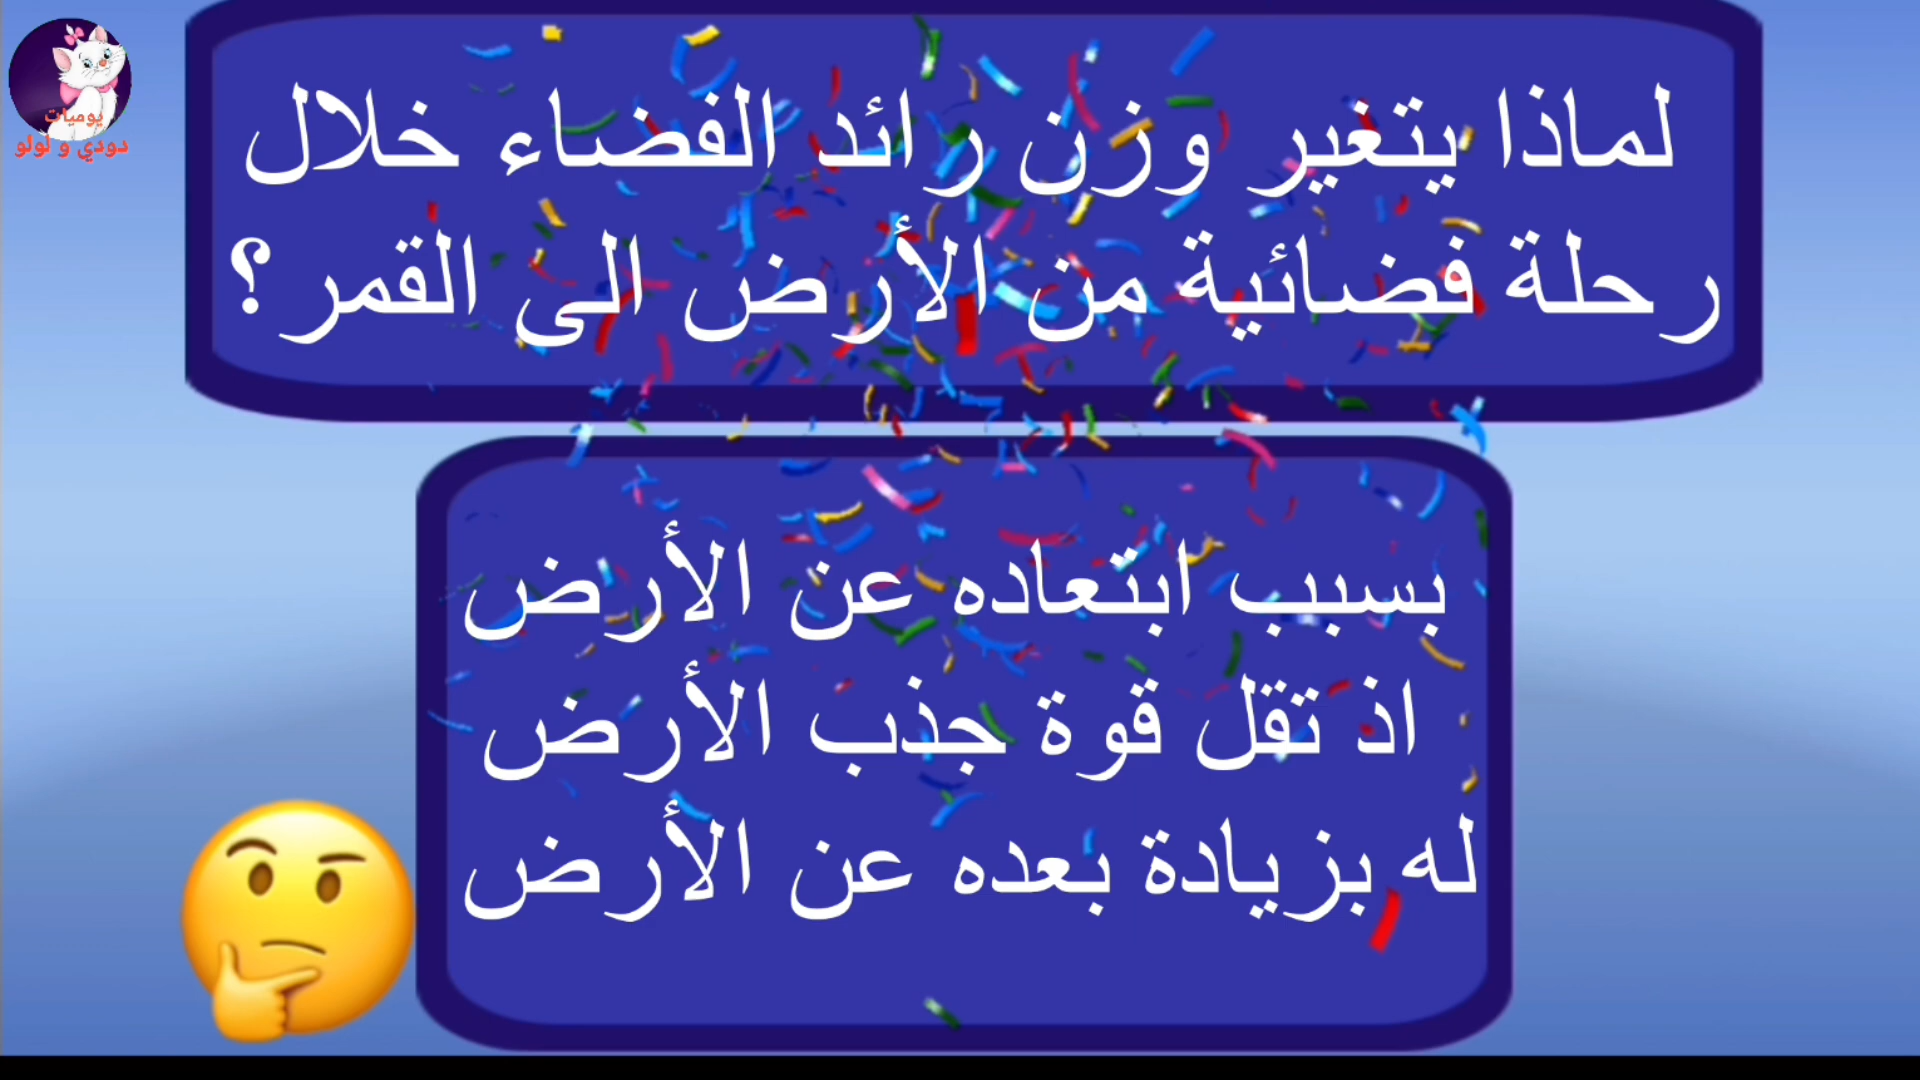 يوميات
دودي و لولو
لماذا يتغير وزن رائد الفضاء خلال
رحلة فضائية من الأرض الى القمر ؟
بسبب ابتعاده عن الأرض
اذ تقل قوة جذب الأرض
له بزيادة بعده عن الأرض